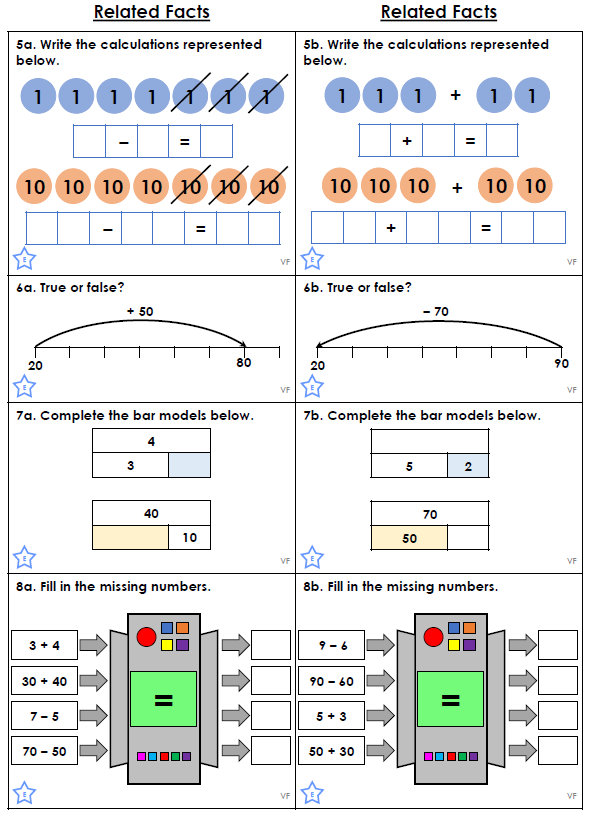 Related Facts
Related Facts
5a. Write the calculations represented
below.
1 1 1 1 1 1 1
– =
10 10 10 10 10 10 10
– =
E
VF
5b. Write the calculations represented
below.
1 1 1 + 1 1
+ =
10 10 10 + 10 10
+ =
E
VF
6a. True or false?
+ 50
20 80
E
VF
6b. True or false?
– 70
20 90
E
VF
7a. Complete the bar models below.
4
3
40
10
E
VF
7b. Complete the bar models below.
5 2
70
50
E
VF
8a. Fill in the missing numbers.
3 + 4
30 + 40
=
7 – 5
70 – 50
E
VF
8b. Fill in the missing numbers.
9 – 6
90 – 60
=
5 + 3
50 + 30
E
VF